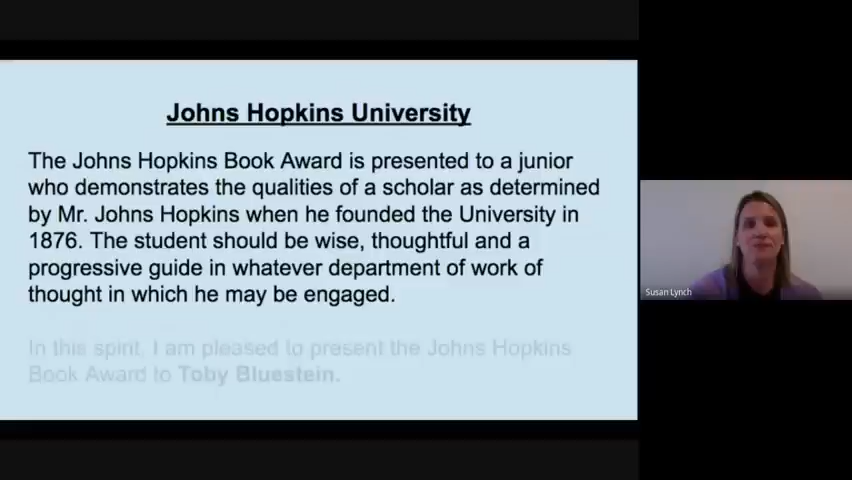 Johns Hopkins University
The Johns Hopkins Book Award is presented to a junior
who demonstrates the qualities of a scholar as determined
by Mr. Johns Hopkins when he founded the University in
1876. The student should be wise, thoughtful and a
progressive guide in whatever department of work of
thought in which he may be engaged.
In this spirit, I am pleased to present the Johns Hopkins
Book Award to Toby Bluestein.
Susan Lynch